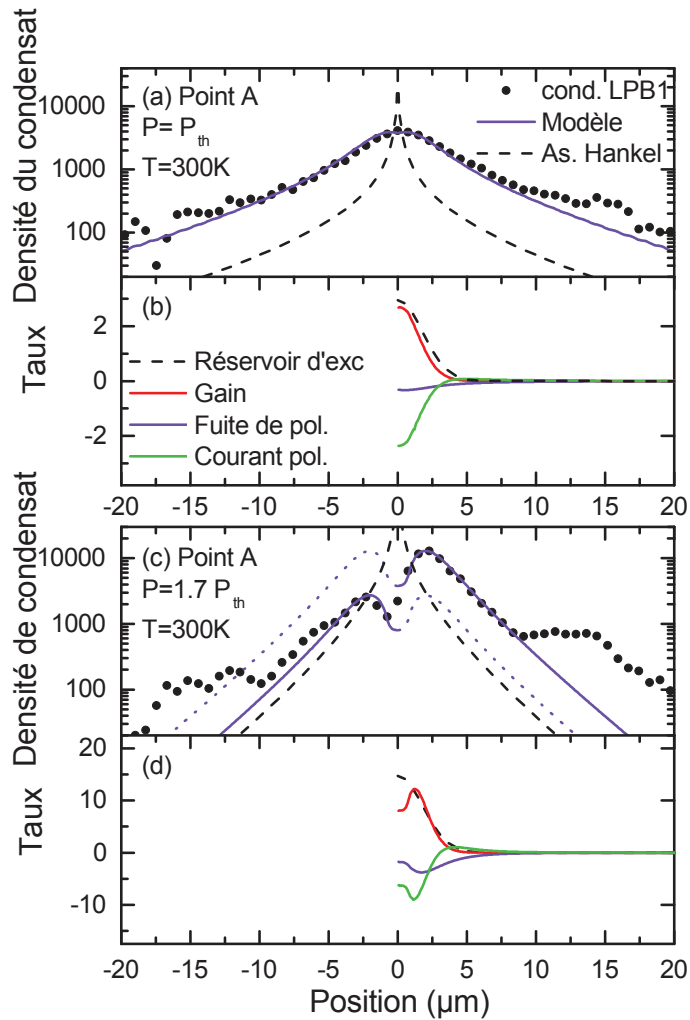 Densité du condensat
(a) Point A
P= P_th
T=300K
cond. LPB1
Modèle
As. Hankel
10000
1000
100
(b)
Taux
2
0
-2
Réservoir d'exc
Gain
Fuite de pol.
Courant pol.
-20 -15 -10 -5 0 5 10 15 20
Densité de condensat
(c) Point A
P=1.7 P_th
T=300K
10000
1000
100
(d)
Taux
20
10
0
-10
-20 -15 -10 -5 0 5 10 15 20
Position (µm)